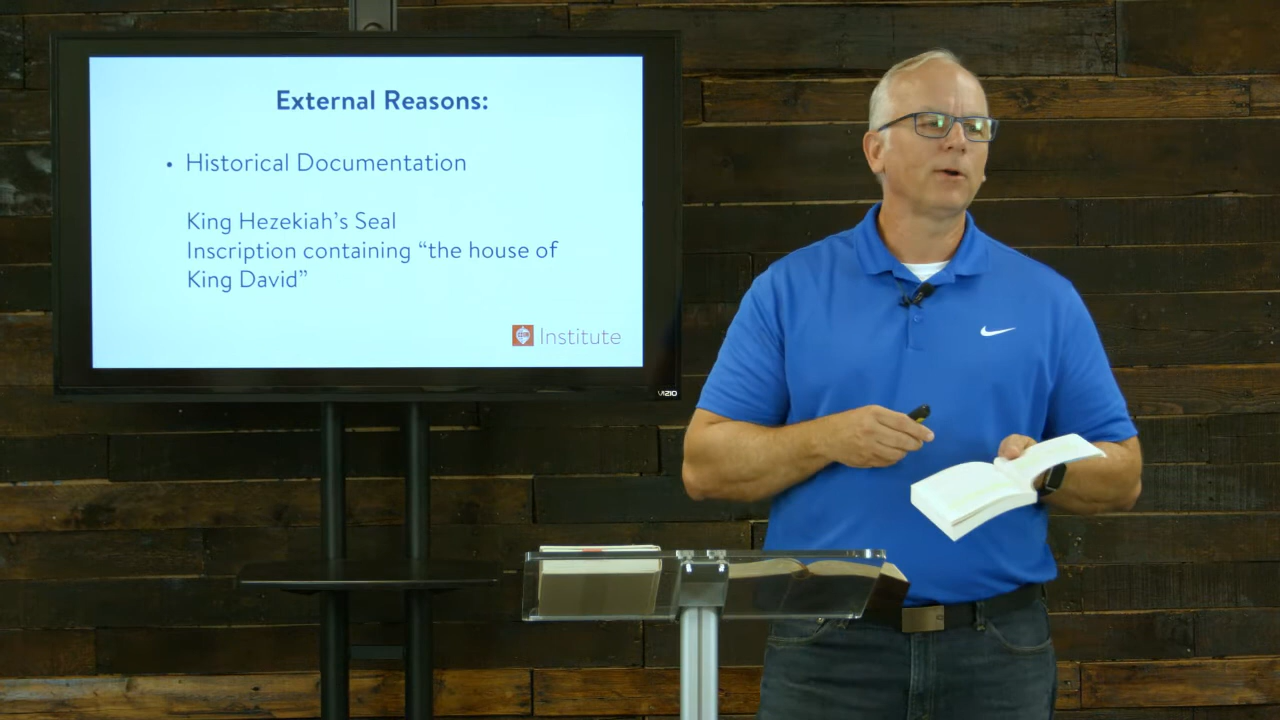 External Reasons:
• Historical Documentation
King Hezekiah's Seal
Inscription containing “the house of
King David”
Institute
VIZIO